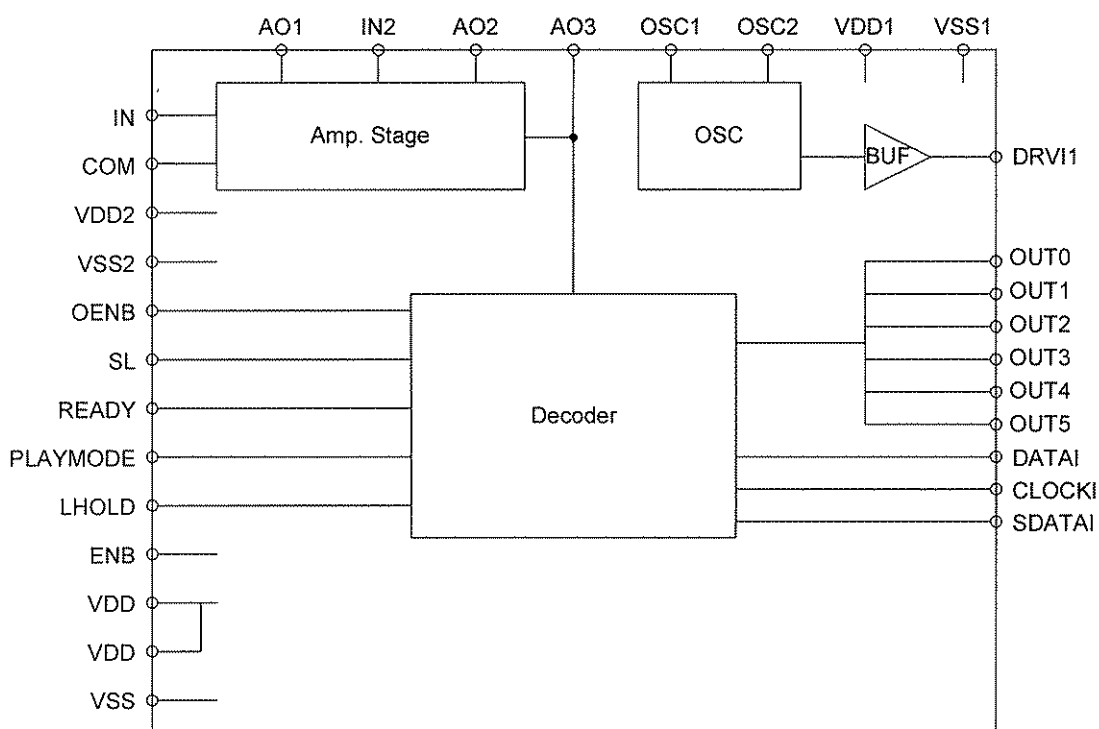 AO1 IN2 AO2 AO3 OSC1 OSC2 VDD1 VSS1
IN
Amp. Stage
OSC
BUF
DRVI1
COM
VDD2
VSS2
OUT0
OUT1
OENB
OUT2
SL
OUT3
OUT4
READY
Decoder
OUT5
PLAYMODE
DATAI
CLOCKI
LHOLD
SDATAI
ENB
VDD
VDD
VSS